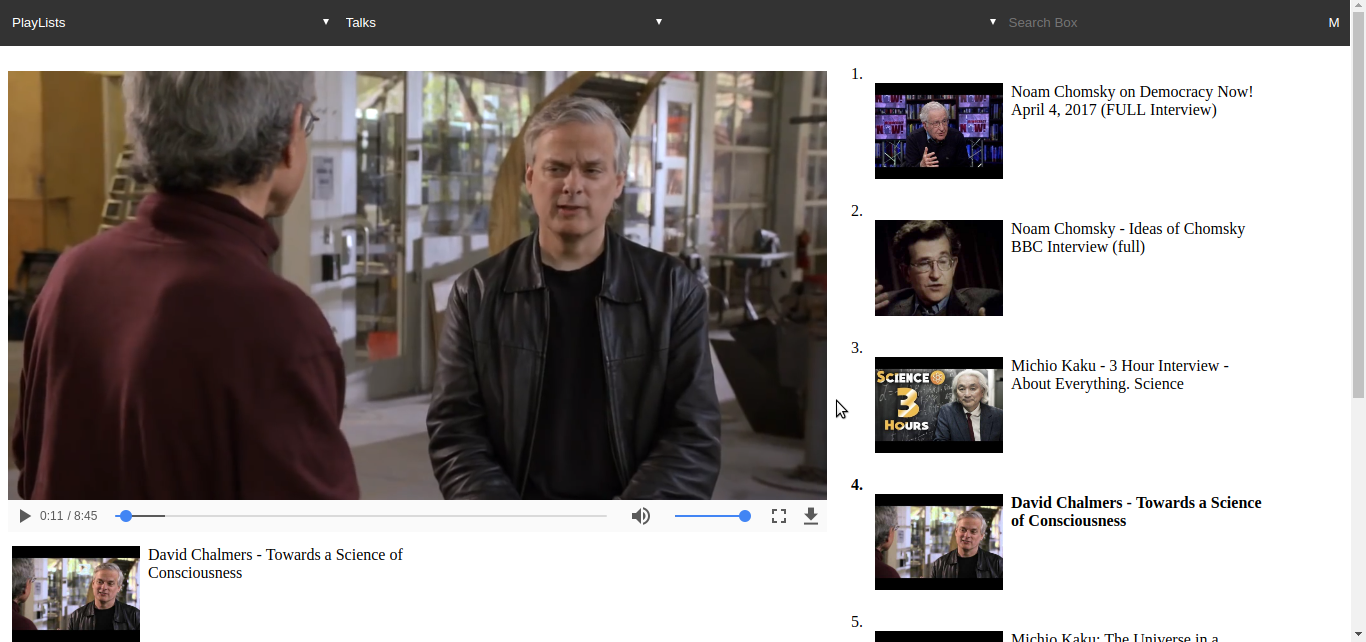 PlayLists
Talks
Search Box
M
0:11 / 8:45
David Chalmers - Towards a Science of
Consciousness
1.
NOW!
NOW!
Noam Chomsky on Democracy Now!
April 4, 2017 (FULL Interview)
2.
Noam Chomsky - Ideas of Chomsky
BBC Interview (full)
3.
SCIENCE
3
HOURS
Michio Kaku - 3 Hour Interview -
About Everything. Science
4.
David Chalmers - Towards a Science
of Consciousness
5.
Michio Kaku: The Universe in a